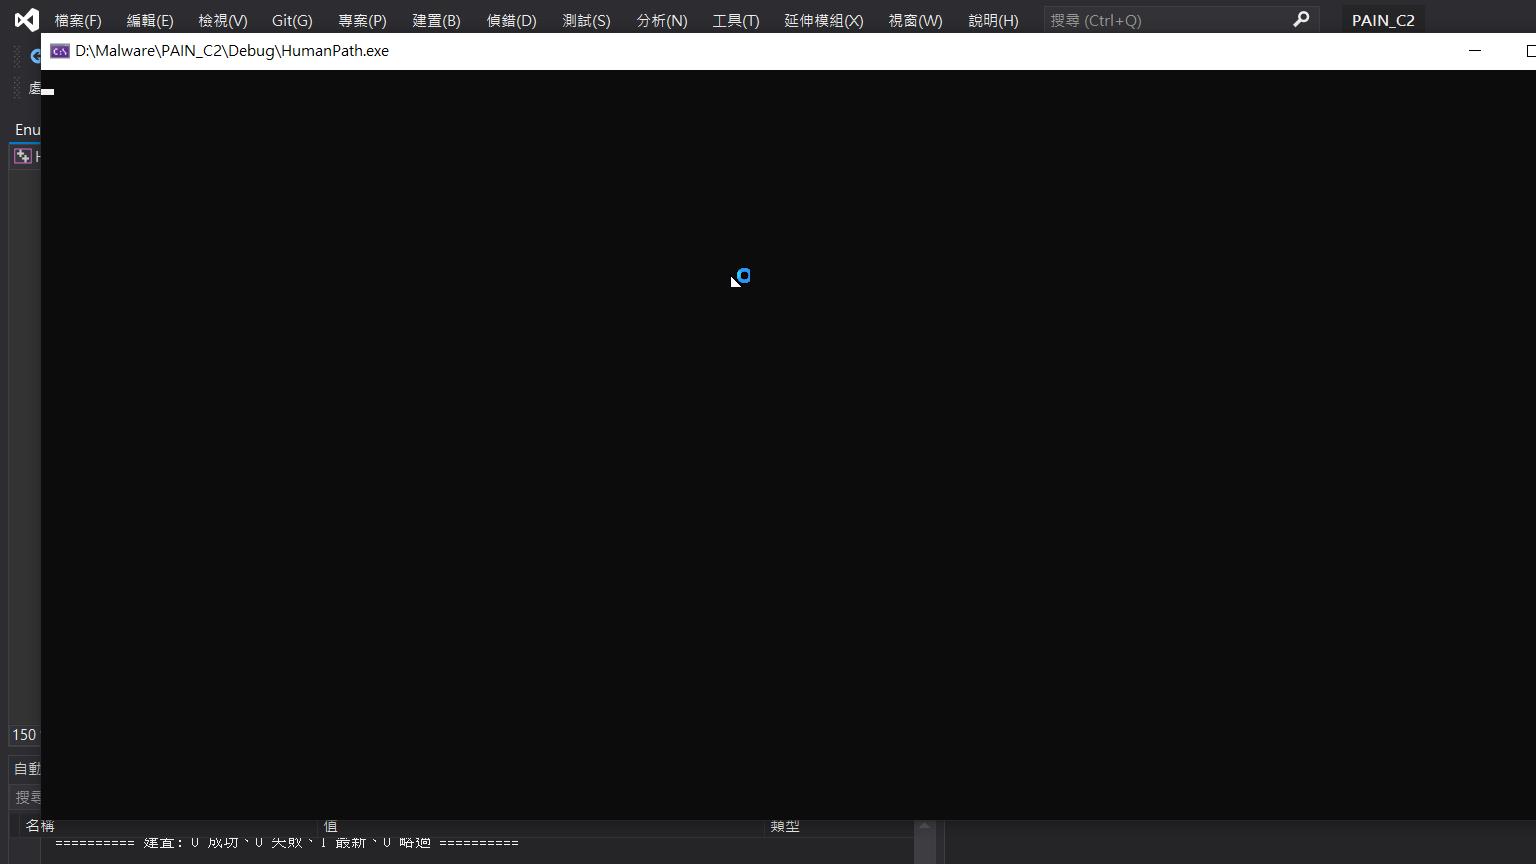 檔案(F) 編輯(E) 檢視(V) Git(G) 專案(P) 建置(B) 偵錯(D) 測試(S) 分析(N) 工具(T) 延伸模組(X) 視窗(W) 說明(H) 搜尋 (Ctrl+Q) PAIN_C2
D:\Malware\PAIN_C2\Debug\HumanPath.exe
處
Enu
150
自動
搜尋
名稱 值 類型
========== 建置: 0 成功、0 失敗、1 最新、0 略過 ==========